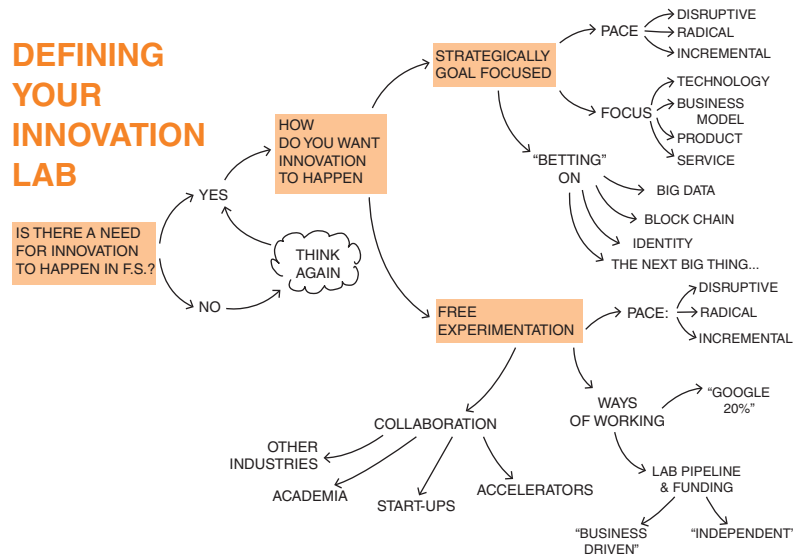 DEFINING
YOUR
INNOVATION
LAB
IS THERE A NEED
FOR INNOVATION
TO HAPPEN IN F.S.?
YES
NO
THINK
AGAIN
HOW
DO YOU WANT
INNOVATION
TO HAPPEN
STRATEGICALLY
GOAL FOCUSED
PACE
DISRUPTIVE
RADICAL
INCREMENTAL
FOCUS
TECHNOLOGY
BUSINESS
MODEL
PRODUCT
SERVICE
“BETTING”
ON
BIG DATA
BLOCK CHAIN
IDENTITY
THE NEXT BIG THING...
FREE
EXPERIMENTATION
PACE:
DISRUPTIVE
RADICAL
INCREMENTAL
COLLABORATION
OTHER
INDUSTRIES
ACADEMIA
START-UPS
ACCELERATORS
WAYS
OF WORKING
“GOOGLE
20%”
LAB PIPELINE
& FUNDING
“BUSINESS
DRIVEN”
“INDEPENDENT”